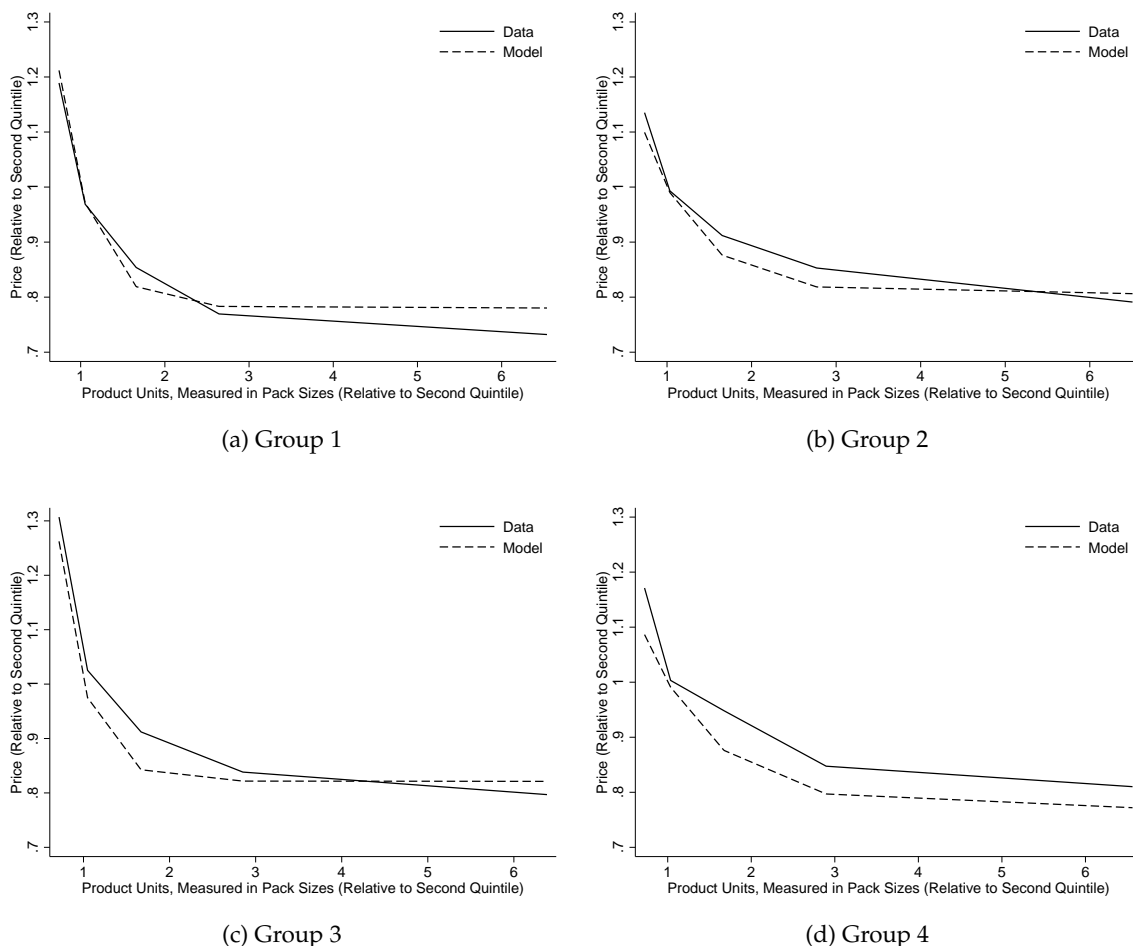 Data
Model
Price (Relative to Second Quintile)
1.3
1.2
1.1
1
.9
.8
.7
1 2 3 4 5 6
Product Units, Measured in Pack Sizes (Relative to Second Quintile)
(a) Group 1
Data
Model
Price (Relative to Second Quintile)
1.3
1.2
1.1
1
.9
.8
.7
1 2 3 4 5 6
Product Units, Measured in Pack Sizes (Relative to Second Quintile)
(b) Group 2
Data
Model
Price (Relative to Second Quintile)
1.3
1.2
1.1
1
.9
.8
.7
1 2 3 4 5 6
Product Units, Measured in Pack Sizes (Relative to Second Quintile)
(c) Group 3
Data
Model
Price (Relative to Second Quintile)
1.3
1.2
1.1
1
.9
.8
.7
1 2 3 4 5 6
Product Units, Measured in Pack Sizes (Relative to Second Quintile)
(d) Group 4